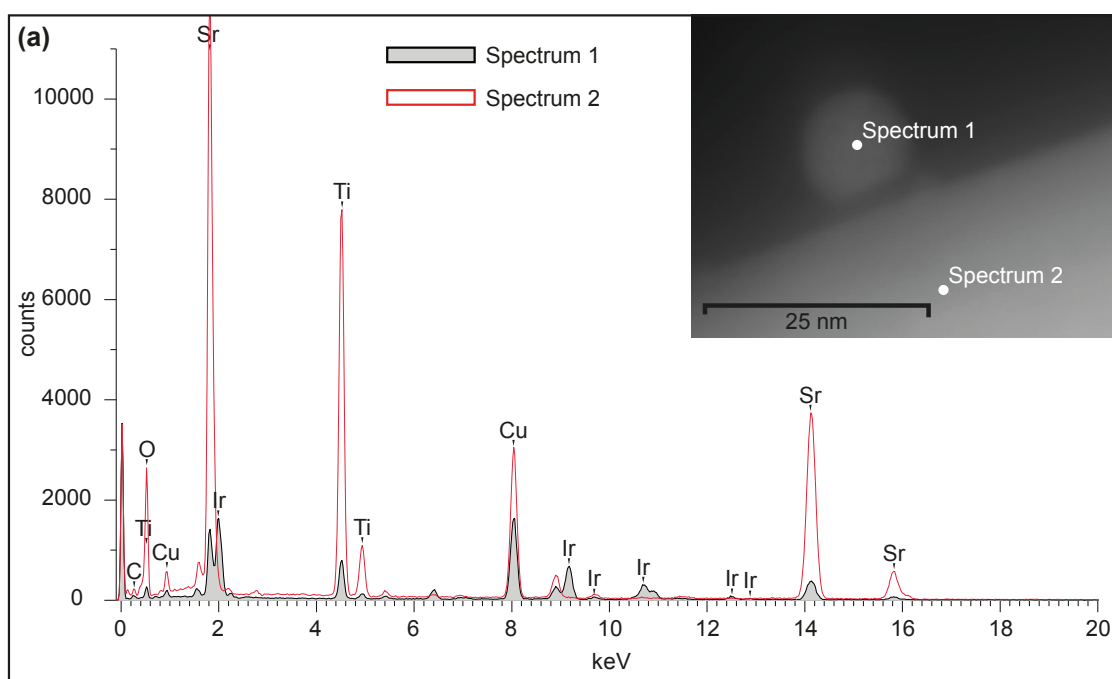 (a)
Spectrum 1
Spectrum 2
Spectrum 1
Spectrum 2
25 nm
counts
10000
8000
6000
4000
2000
0
Sr
Ti
O
Ti
Cu
C
Ir
Ti
Cu
Ir
Ir
Ir
Ir
Ir
Sr
Sr
0 2 4 6 8 10 12 14 16 18 20
keV